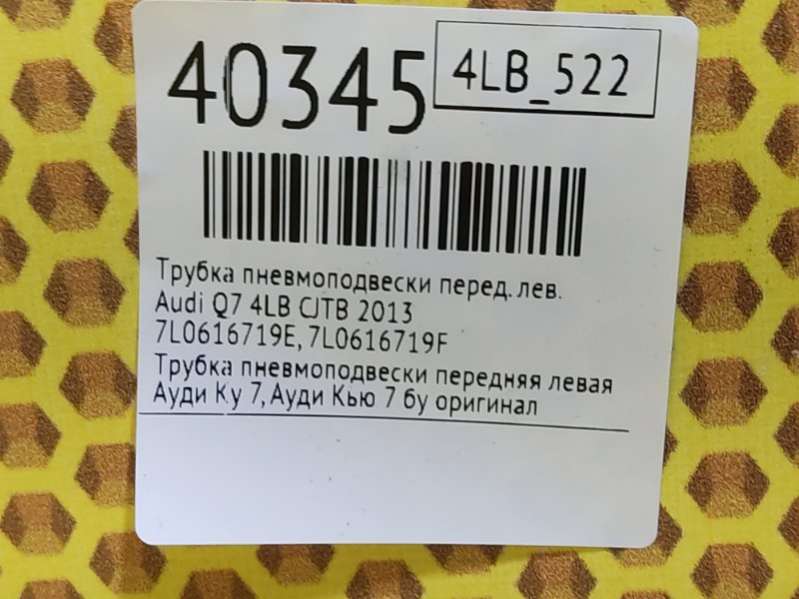 40345
4LB_522
Трубка пневмоподвески перед. лев.
Audi Q7 4LB CJTB 2013
7L0616719E, 7L0616719F
Трубка пневмоподвески передняя левая
Ауди Ку 7, Ауди Кью 7 бу оригинал